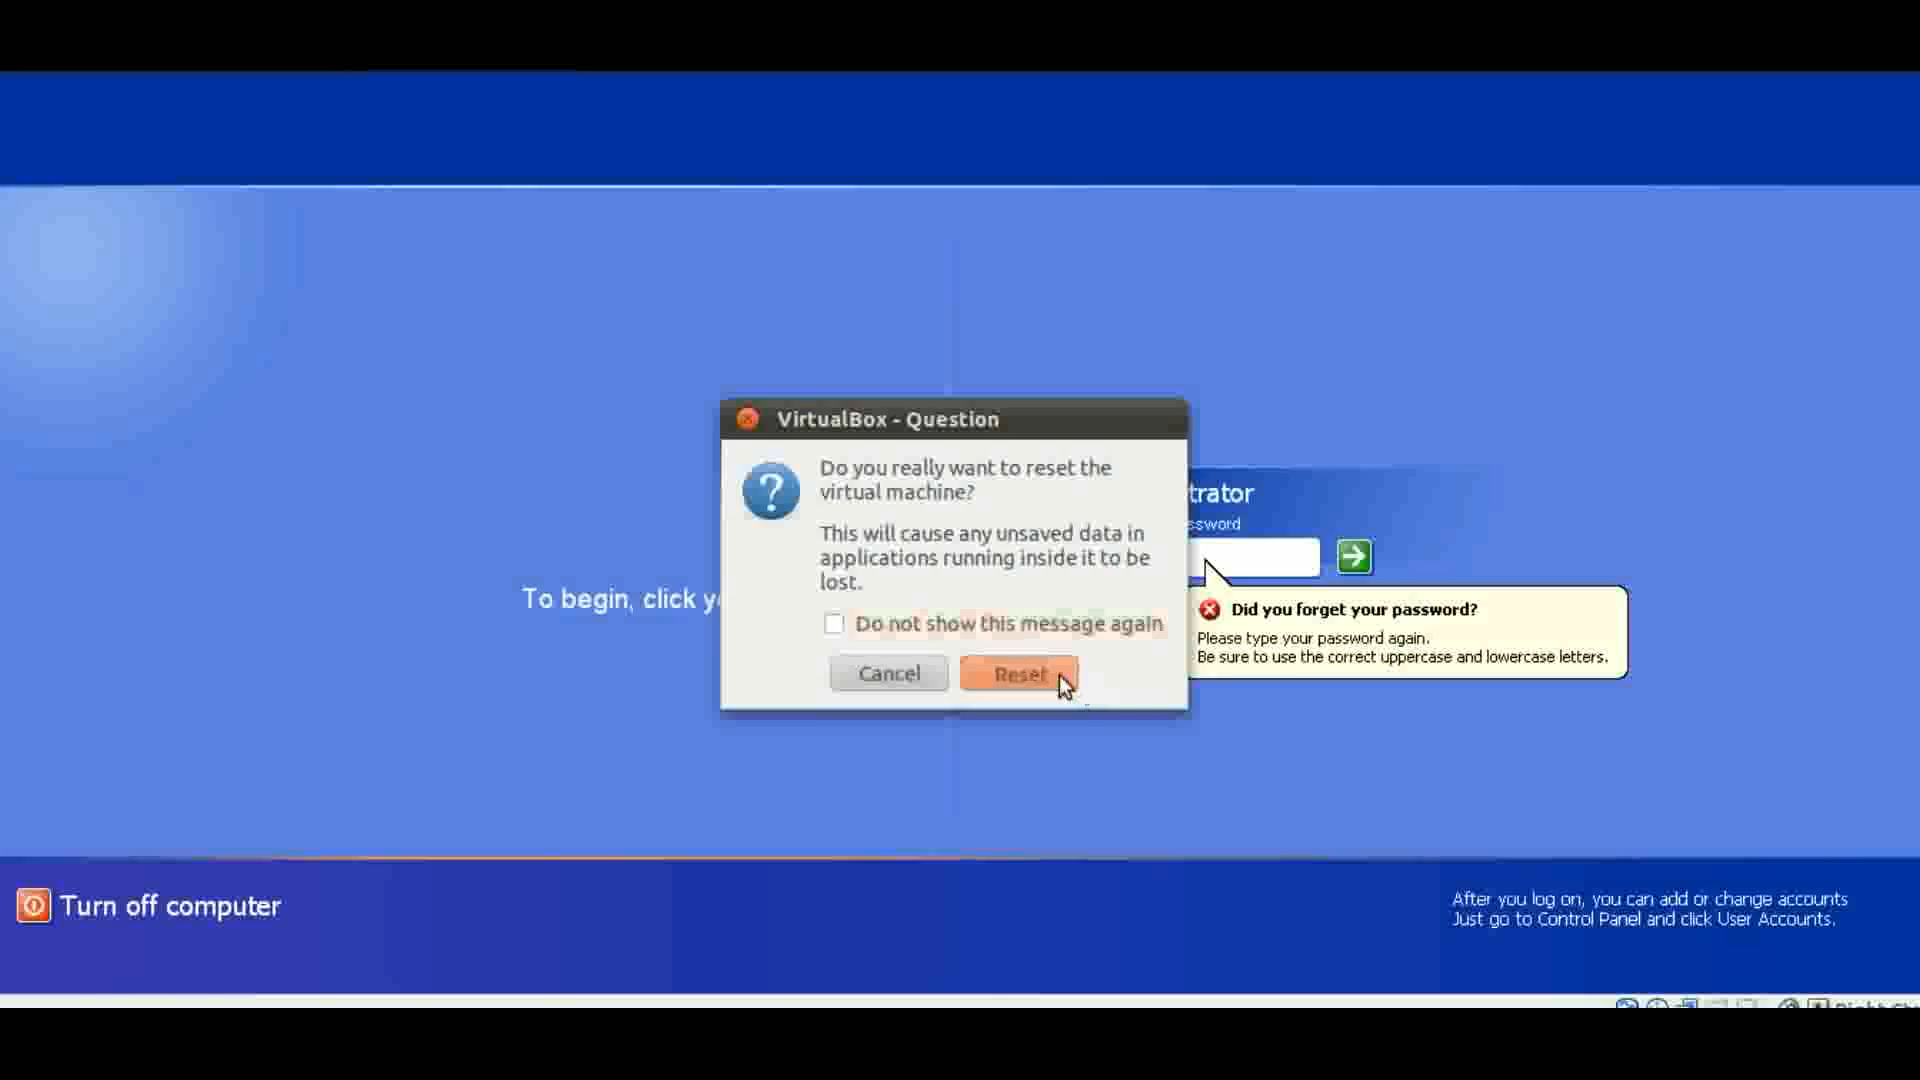 VirtualBox - Question
Do you really want to reset the
virtual machine?
This will cause any unsaved data in
applications running inside it to be
lost.
Do not show this message again
Cancel
Reset
trator
ssword
To begin, click y
Did you forget your password?
Please type your password again.
Be sure to use the correct uppercase and lowercase letters.
Turn off computer
After you log on, you can add or change accounts
Just go to Control Panel and click User Accounts.